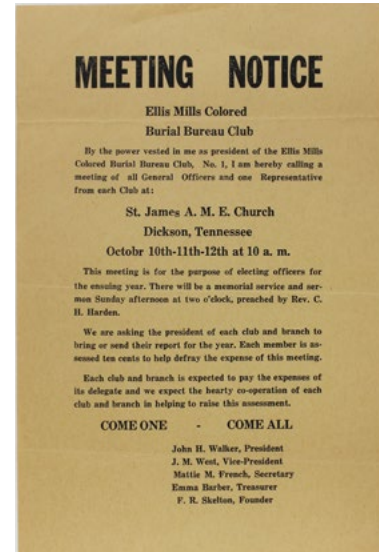 MEETING NOTICE
Ellis Mills Colored
Burial Bureau Club
By the power vested in me as president of the Ellis Mills
Colored Burial Bureau Club, No. 1, I am hereby calling a
meeting of all General Officers and one Representative
from each Club at:
St. James A. M. E. Church
Dickson, Tennessee
Octobr 10th-11th-12th at 10 a. m.
This meeting is for the purpose of electing officers for
the ensuing year. There will be a memorial service and ser-
mon Sunday afternoon at two o'clock, preached by Rev. C.
H. Harden.
We are asking the president of each club and branch to
bring or send their report for the year. Each member is as-
sessed ten cents to help defray the expense of this meeting.
Each club and branch is expected to pay the expenses of
its delegate and we expect the hearty co-operation of each
club and branch in helping to raise this assessment.
COME ONE - COME ALL
John H. Walker, President
J. M. West, Vice-President
Mattie M. French, Secretary
Emma Barber, Treasurer
F. R. Skelton, Founder